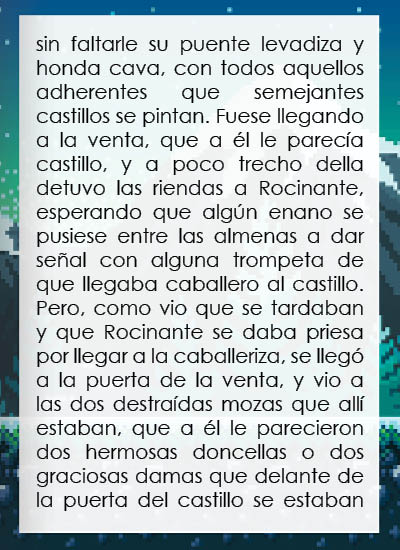 sin faltarle su puente levadiza y
honda cava, con todos aquellos
adherentes que semejantes
castillos se pintan. Fuese llegando
a la venta, que a él le parecía
castillo, y a poco trecho della
detuvo las riendas a Rocinante,
esperando que algún enano se
pusiese entre las almenas a dar
señal con alguna trompeta de
que llegaba caballero al castillo.
Pero, como vio que se tardaban
y que Rocinante se daba priesa
por llegar a la caballeriza, se llegó
a la puerta de la venta, y vio a
las dos destraídas mozas que allí
estaban, que a él le parecieron
dos hermosas doncellas o dos
graciosas damas que delante de
la puerta del castillo se estaban